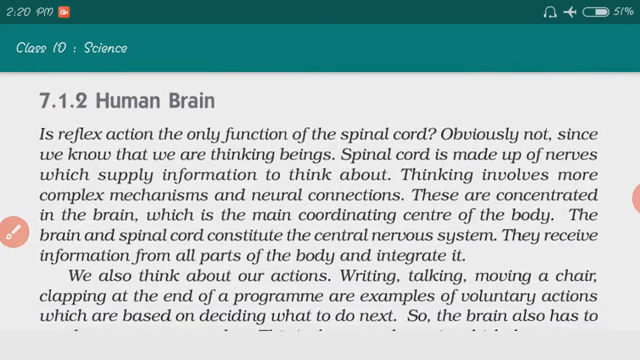 2:20 PM 51%
Class 10 : Science
7.1.2 Human Brain
Is reflex action the only function of the spinal cord? Obviously not, since
we know that we are thinking beings. Spinal cord is made up of nerves
which supply information to think about. Thinking involves more
complex mechanisms and neural connections. These are concentrated
in the brain, which is the main coordinating centre of the body. The
brain and spinal cord constitute the central nervous system. They receive
information from all parts of the body and integrate it.
We also think about our actions. Writing, talking, moving a chair,
clapping at the end of a programme are examples of voluntary actions
which are based on deciding what to do next. So, the brain also has to